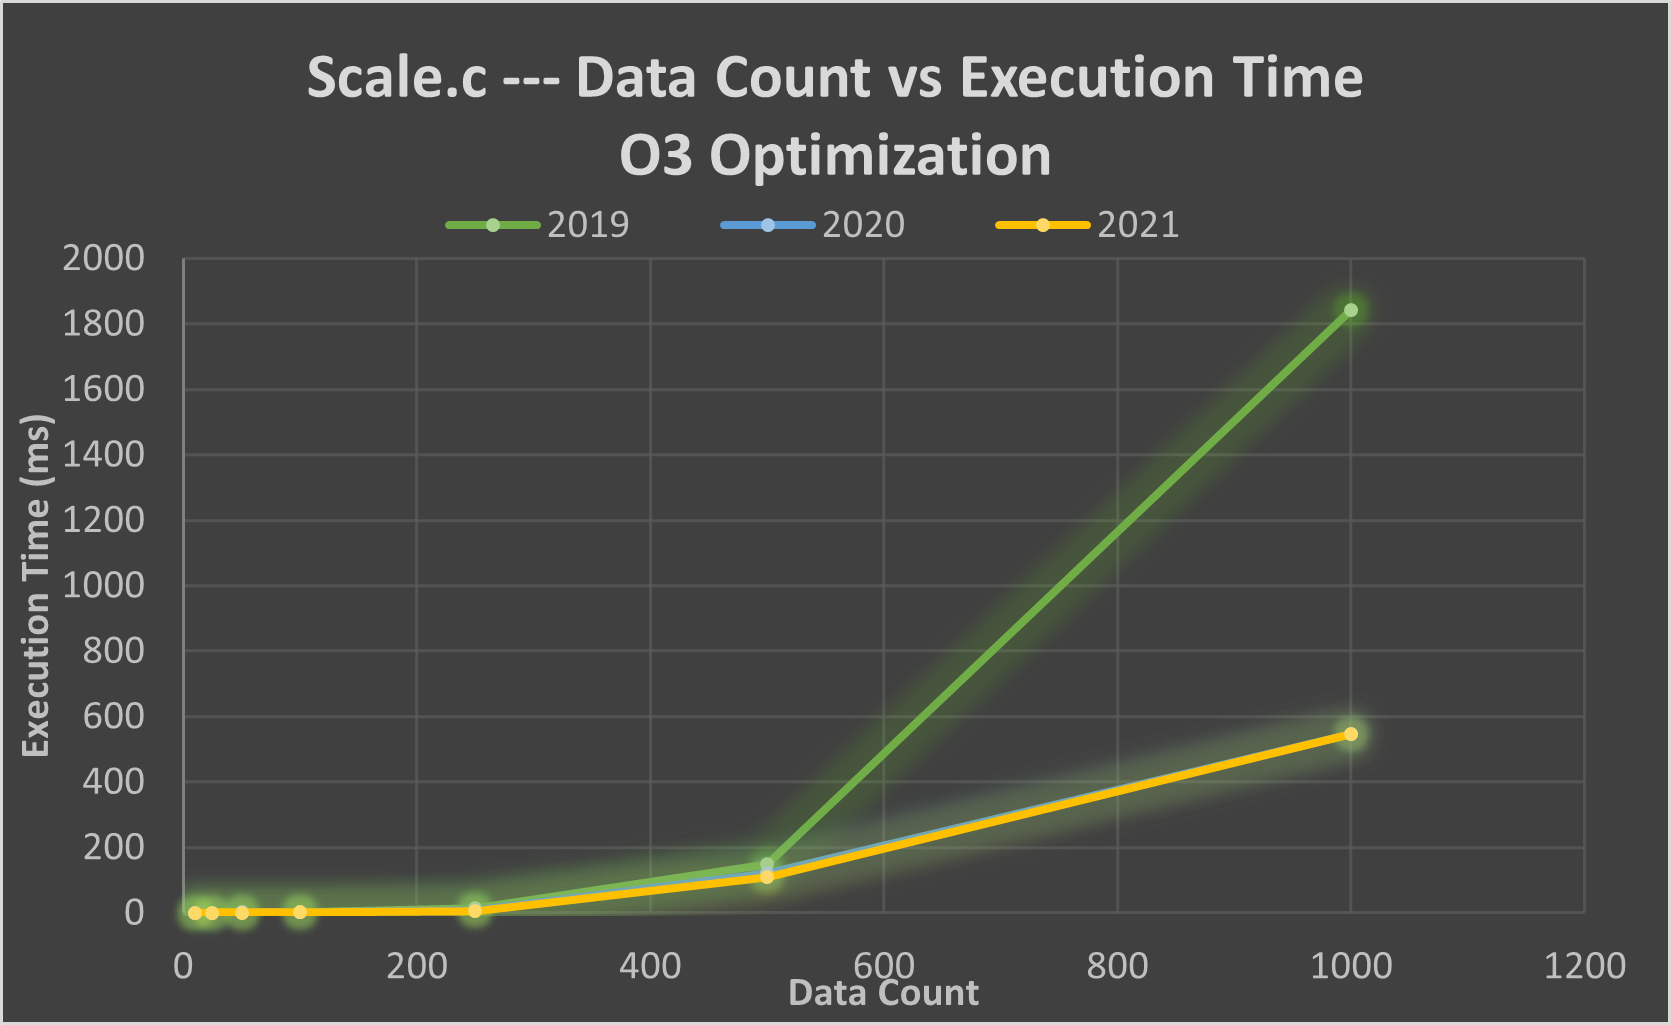 Scale.c --- Data Count vs Execution Time
O3 Optimization
2019 2020 2021
2000
1800
1600
1400
1200
1000
800
600
400
200
0
Execution Time (ms)
0 200 400 600 800 1000 1200
Data Count